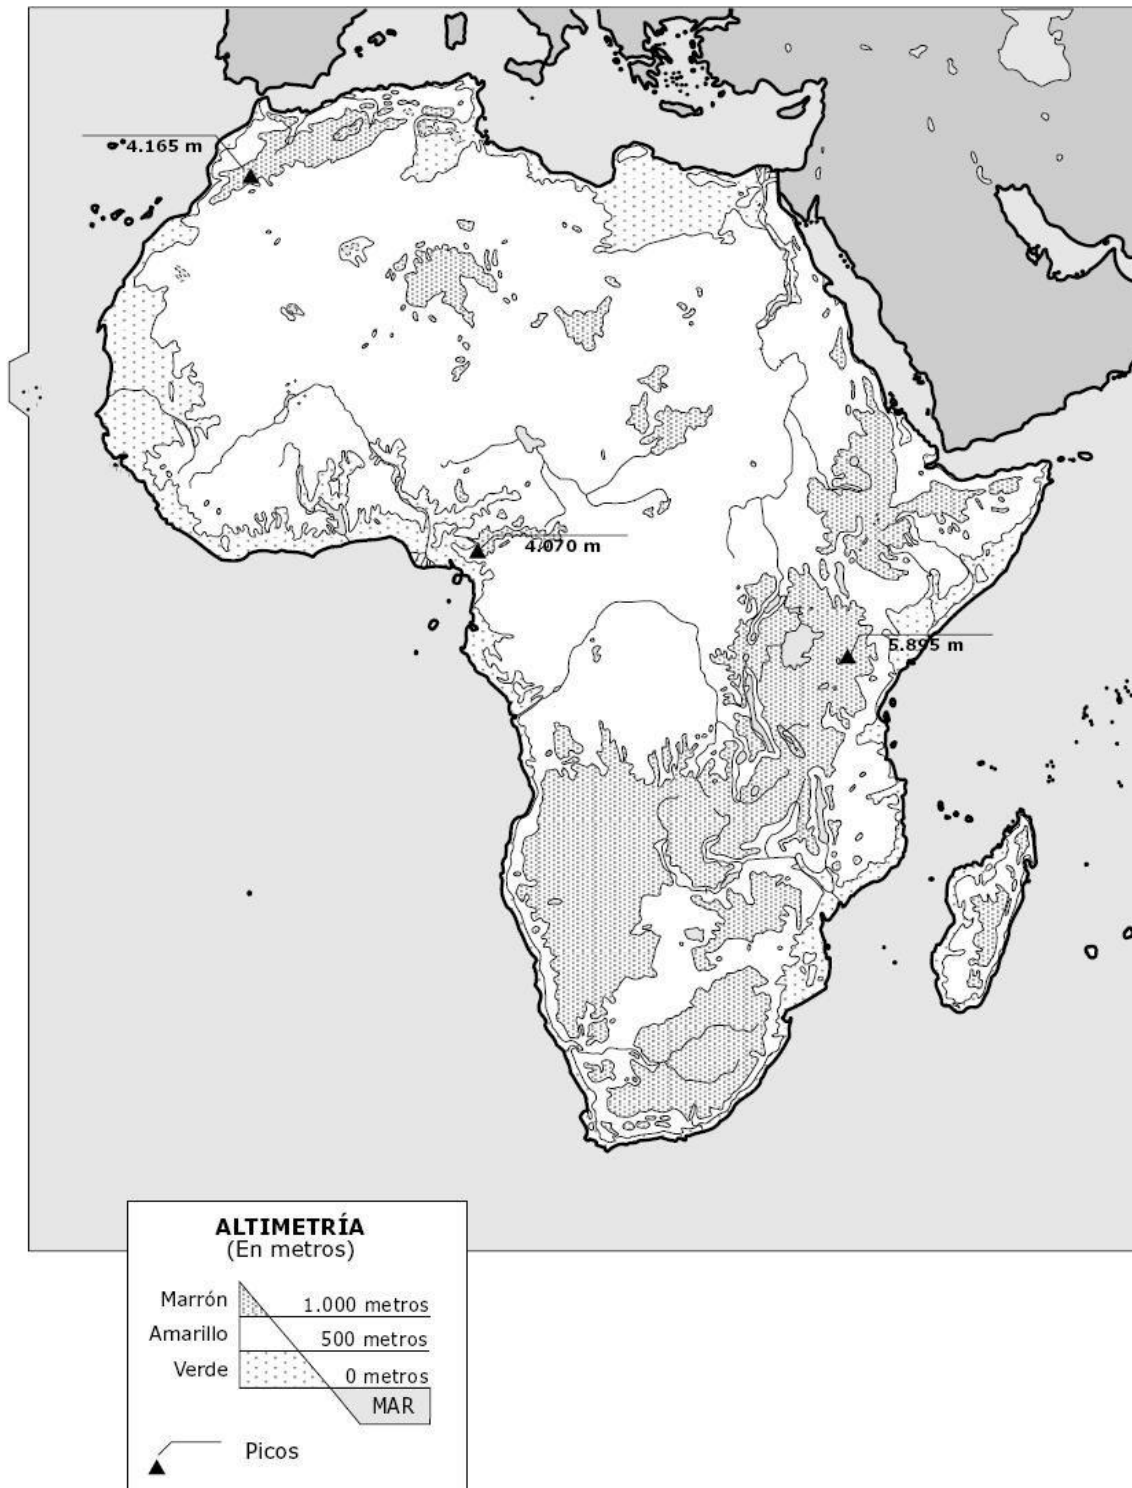 4.165 m
4.070 m
5.895 m
ALTIMETRÍA
(En metros)
Marrón
1.000 metros
Amarillo
500 metros
Verde
0 metros
MAR
Picos